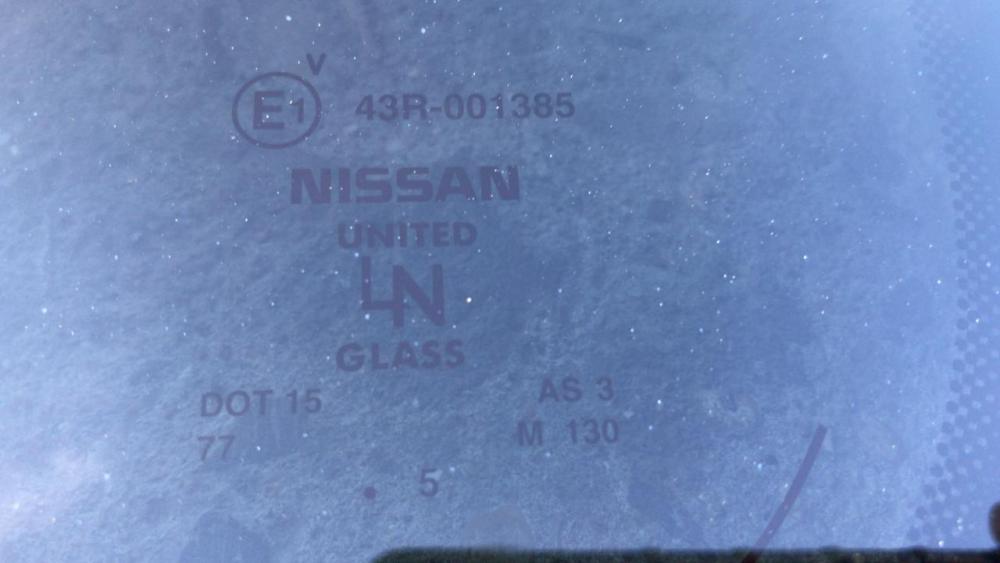 V
E1 43R-001385
NISSAN
UNITED
LN
GLASS
DOT 15 AS 3
77 M 130
. 5